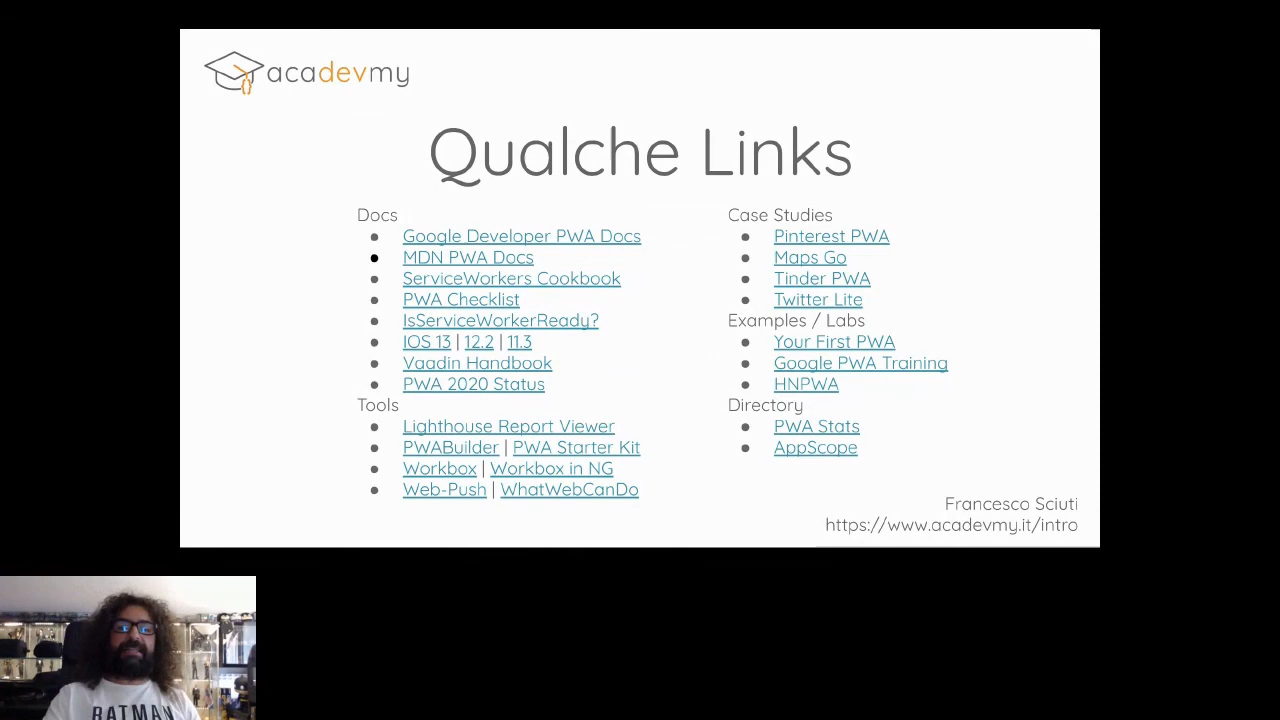 acadevmy
Qualche Links
Docs
Google Developer PWA Docs
MDN PWA Docs
ServiceWorkers Cookbook
PWA Checklist
IsServiceWorkerReady?
IOS 13 | 12.2 | 11.3
Vaadin Handbook
PWA 2020 Status
Tools
Lighthouse Report Viewer
PWABuilder | PWA Starter Kit
Workbox | Workbox in NG
Web-Push | WhatWebCanDo
Case Studies
Pinterest PWA
Maps Go
Tinder PWA
Twitter Lite
Examples / Labs
Your First PWA
Google PWA Training
HNPWA
Directory
PWA Stats
AppScope
Francesco Sciuti
https://www.acadevmy.it/intro
BATMAN